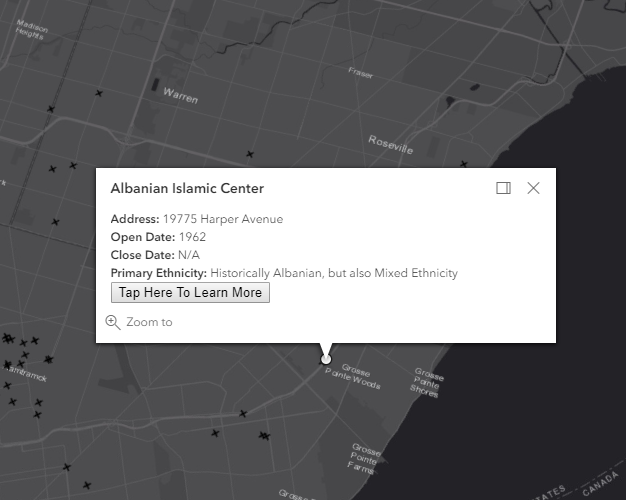 Madison
Heights
Fraser
Warren
Roseville
Albanian Islamic Center
Address: 19775 Harper Avenue
Open Date: 1962
Close Date: N/A
Primary Ethnicity: Historically Albanian, but also Mixed Ethnicity
Tap Here To Learn More
Zoom to
Grosse
Pointe Woods
Grosse
Pointe
Shores
amtramck
Grosse
Pointe
Farms
Grosse
TATES
CANADA